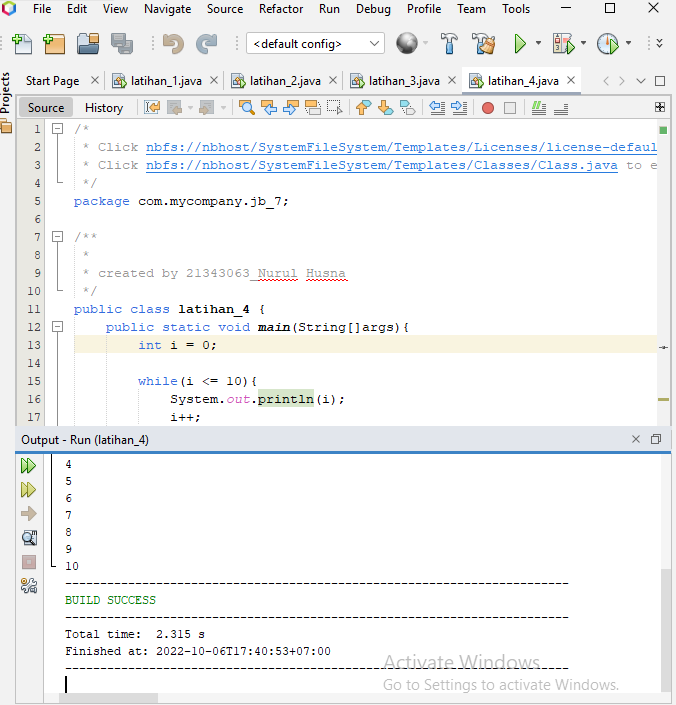 File Edit View Navigate Source Refactor Run Debug Profile Team Tools
<default config>
Projects
Start Page latihan_1.java latihan_2.java latihan_3.java latihan_4.java
Source History
1 /*
2 * Click nbfs://nbhost/SystemFileSystem/Templates/Licenses/license-defaul
3 * Click nbfs://nbhost/SystemFileSystem/Templates/Classes/Class.java to e
4 */
5 package com.mycompany.jb_7;
6
7 /**
8 *
9 * created by 21343063_Nurul Husna
10 */
11 public class latihan_4 {
12 public static void main(String[]args){
13 int i = 0;
14
15 while(i <= 10){
16 System.out.println(i);
17 i++;
Output - Run (latihan_4)
4
5
6
7
8
9
10
------------------------------------------------------------------------
BUILD SUCCESS
------------------------------------------------------------------------
Total time:  2.315 s
Finished at: 2022-10-06T17:40:53+07:00
------------------------------------------------------------------------
Activate Windows
Go to Settings to activate Windows.